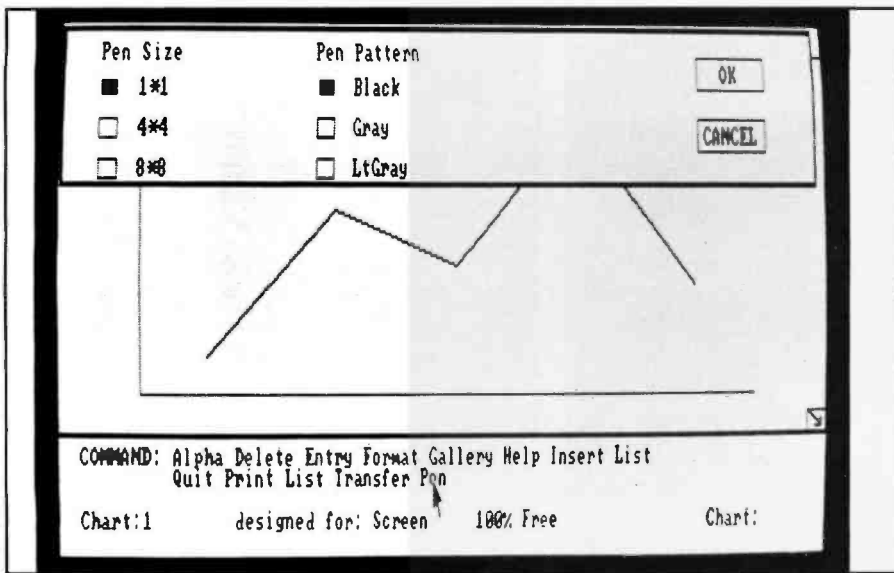 Pen Size Pen Pattern
1*1 Black OK
4*4 Gray CANCEL
8*8 LtGray
COMMAND: Alpha Delete Entry Format Gallery Help Insert List
Quit Print List Transfer Pen
Chart:1 designed for: Screen 100% Free Chart: